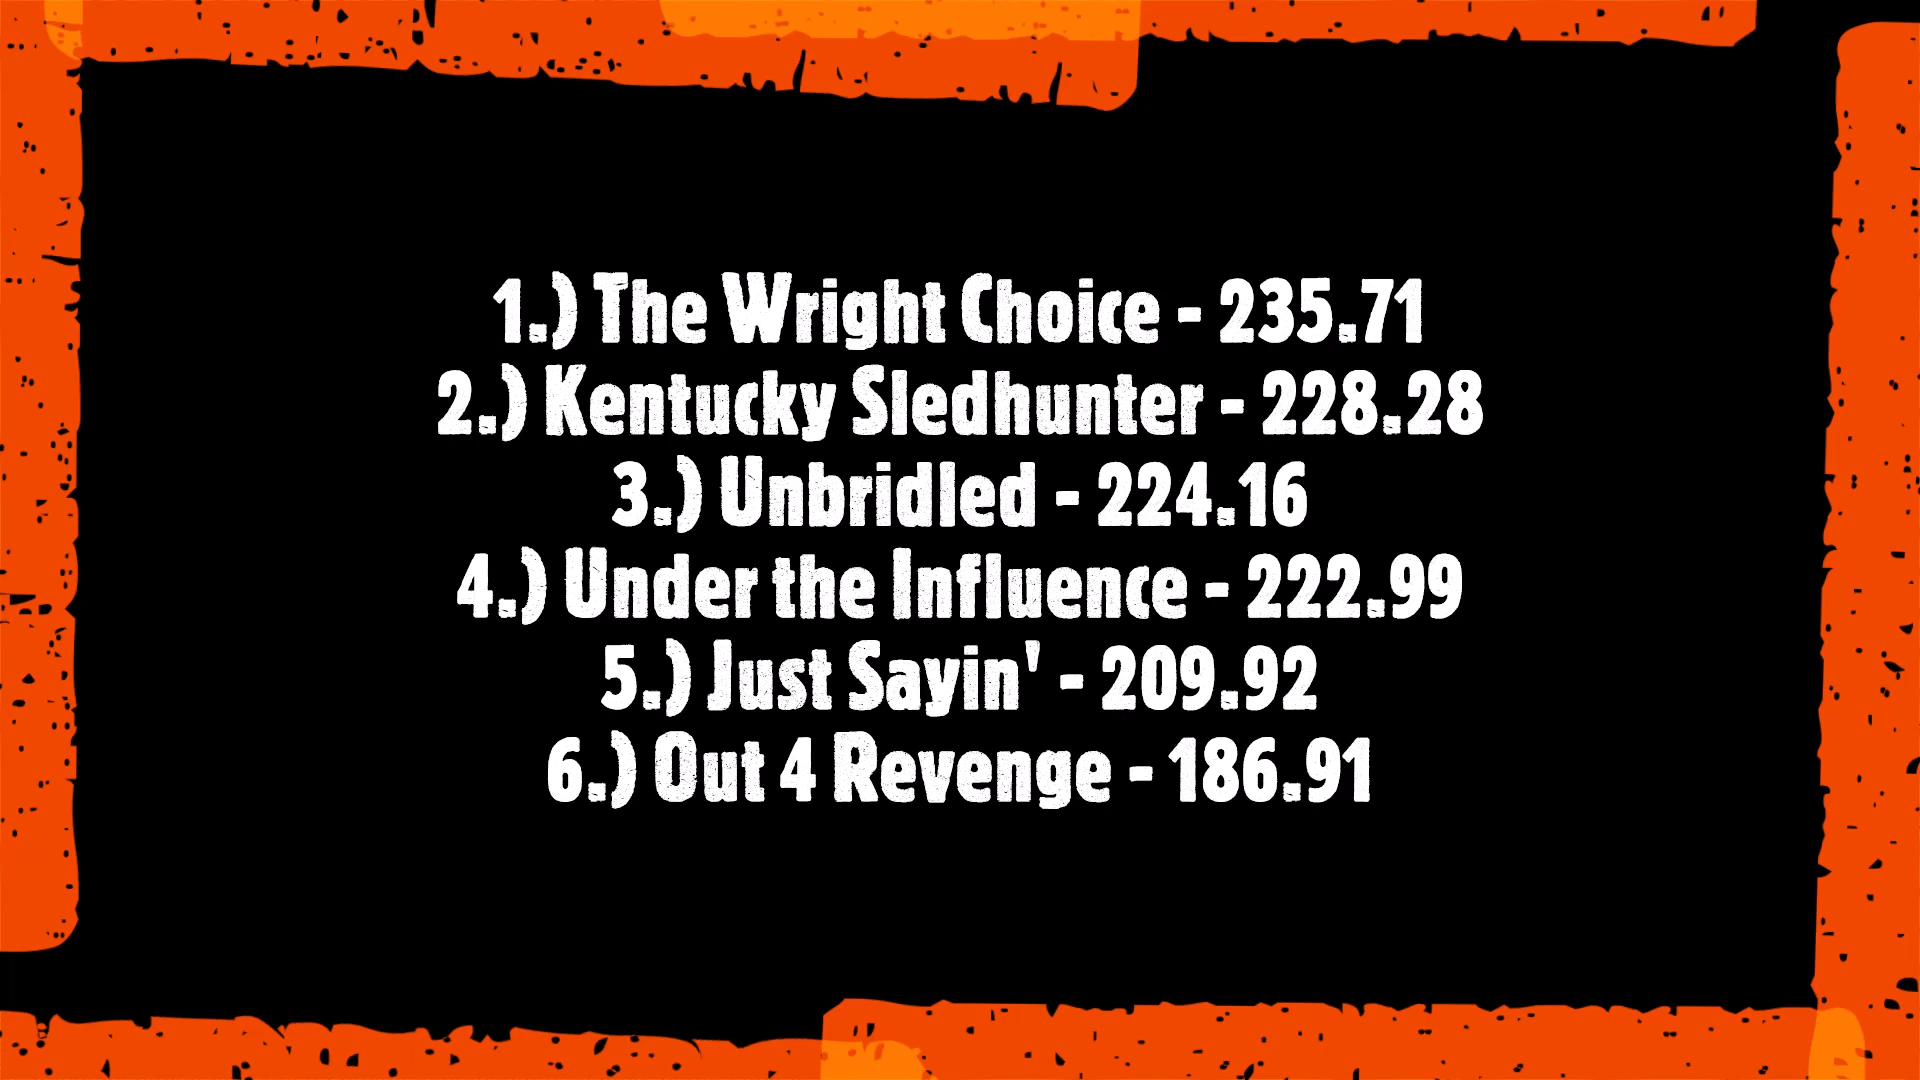 1.) The Wright Choice - 235.71
2.) Kentucky Sledhunter - 228.28
3.) Unbridled - 224.16
4.) Under the Influence - 222.99
5.) Just Sayin' - 209.92
6.) Out 4 Revenge - 186.91